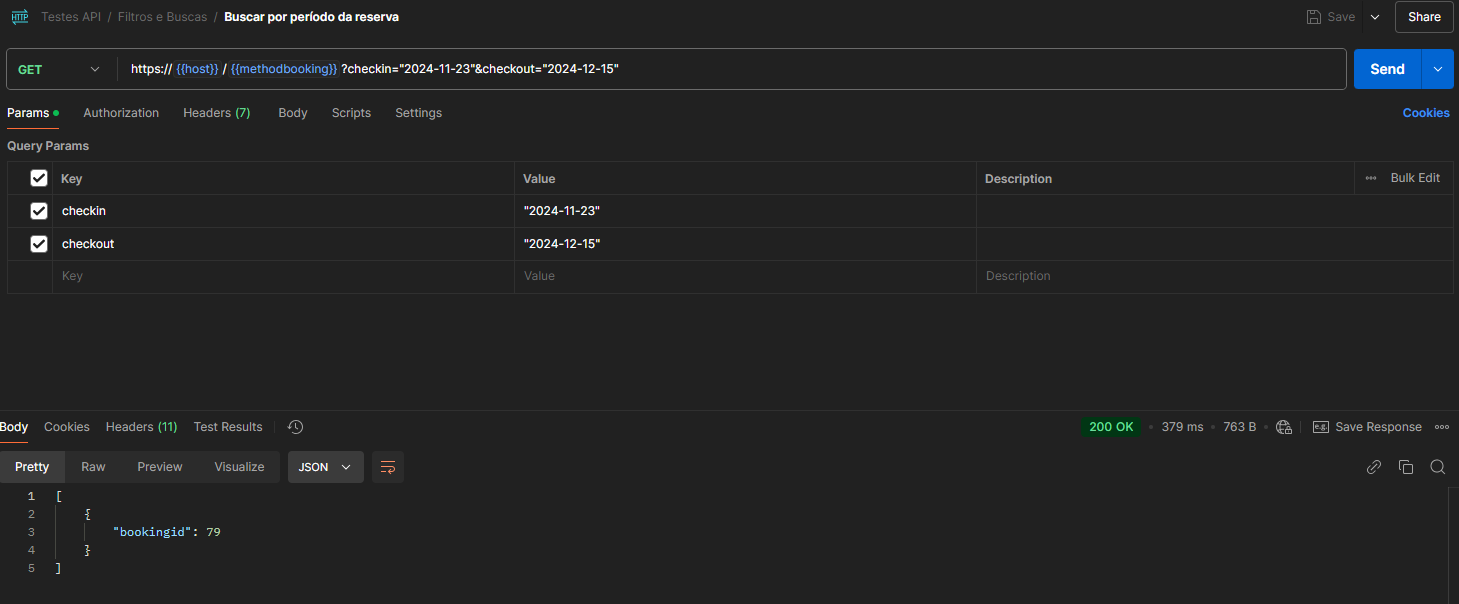 HTTP Testes API / Filtros e Buscas / Buscar por período da reserva Save Share
GET https:// {{host}} / {{methodbooking}} ?checkin="2024-11-23"&checkout="2024-12-15" Send
Params Authorization Headers (7) Body Scripts Settings Cookies
Query Params
Key Value Description Bulk Edit
checkin "2024-11-23"
checkout "2024-12-15"
Key Value Description
Body Cookies Headers (11) Test Results 200 OK 379 ms 763 B e.g. Save Response
Pretty Raw Preview Visualize JSON
1 [
2 {
3 "bookingid": 79
4 }
5 ]